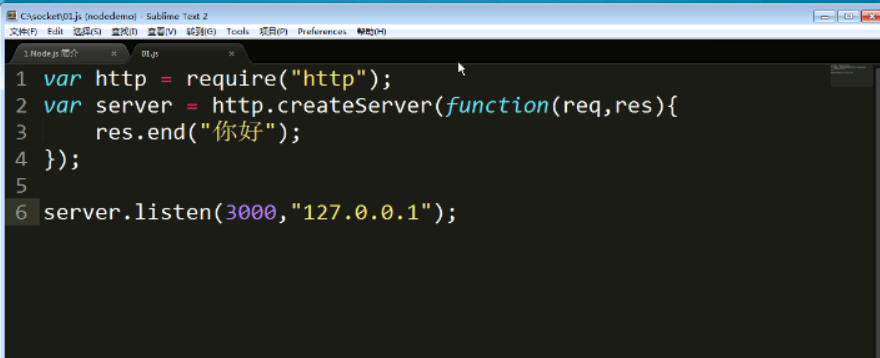 C:\socket\01.js (nodedemo) - Sublime Text 2
文件(F) Edit 选择(S) 查找(I) 查看(V) 转到(G) Tools 项目(P) Preferences 帮助(H)
1.Node.js 简介 × 01.js ×
1 var http = require("http");
2 var server = http.createServer(function(req,res){
3 res.end("你好");
4 });
5
6 server.listen(3000,"127.0.0.1");